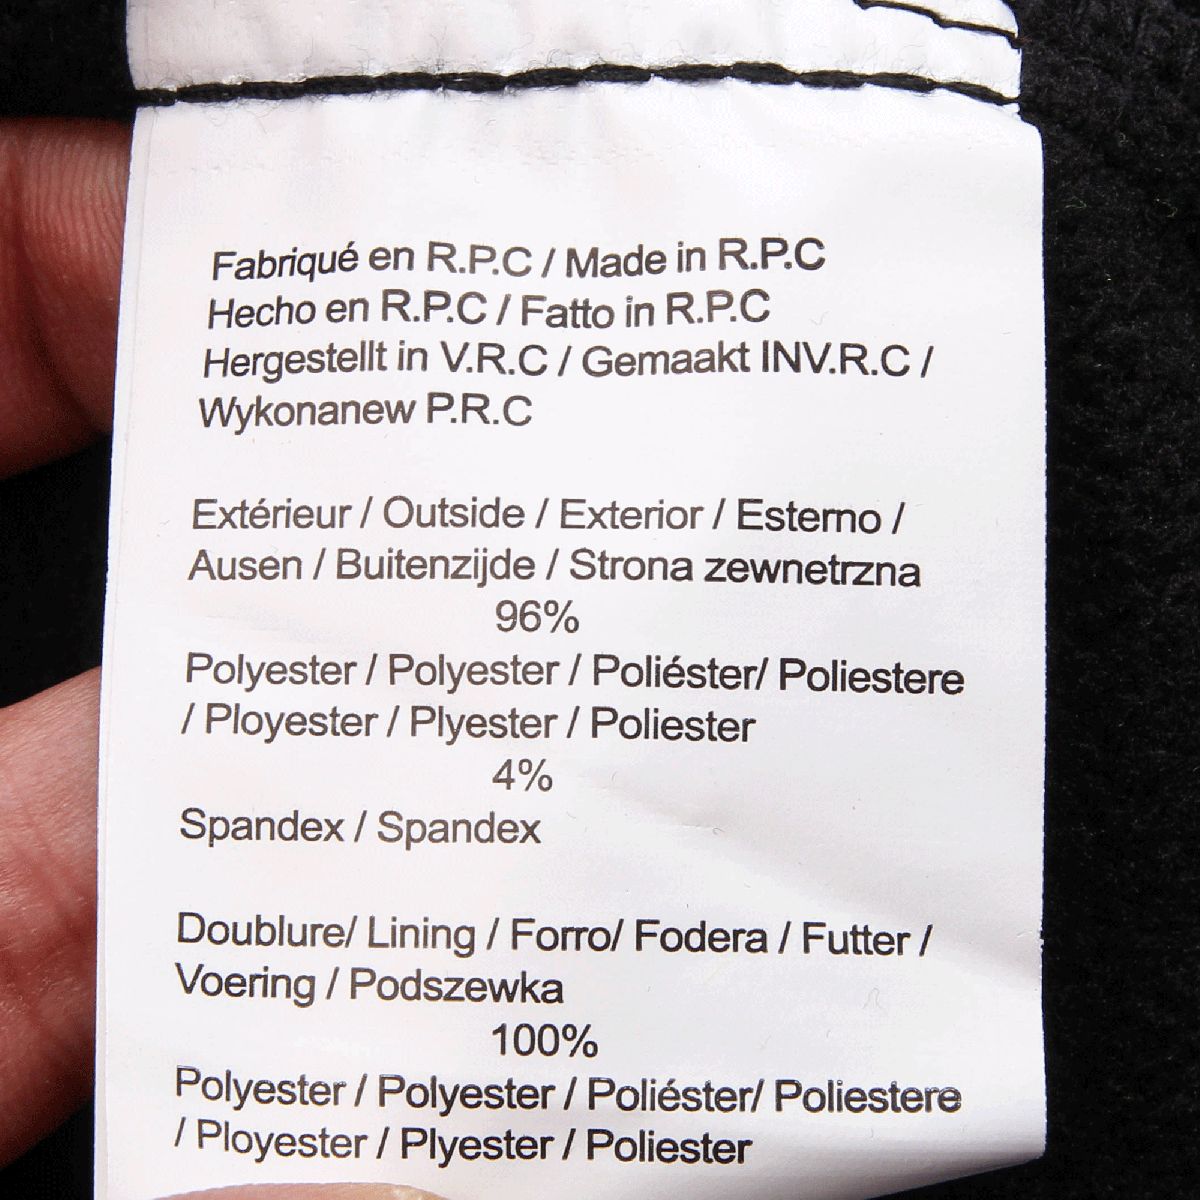 Fabriqué en R.P.C / Made in R.P.C
Hecho en R.P.C / Fatto in R.P.C
Hergestellt in V.R.C / Gemaakt INV.R.C /
Wykonanew P.R.C
Extérieur / Outside / Exterior / Esterno /
Ausen / Buitenzijde / Strona zewnetrzna
96%
Polyester / Polyester / Poliéster/ Poliestere
/ Ployester / Plyester / Poliester
4%
Spandex / Spandex
Doublure/ Lining / Forro/ Fodera / Futter /
Voering / Podszewka
100%
Polyester / Polyester / Poliéster/ Poliestere
/ Ployester / Plyester / Poliester